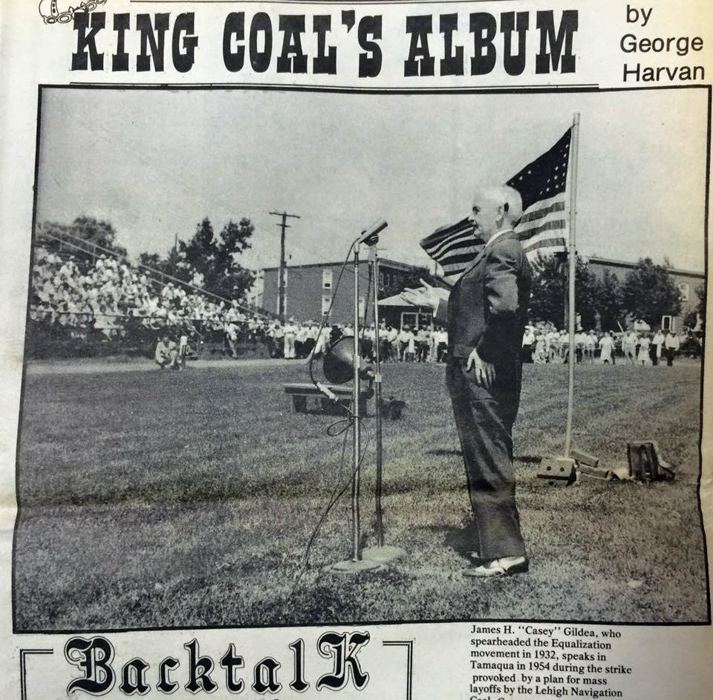 KING COAL'S ALBUM
by
George
Harvan
James H. "Casey" Gildea, who
spearheaded the Equalization
movement in 1932, speaks in
Tamaqua in 1954 during the strike
provoked by a plan for mass
layoffs by the Lehigh Navigation
BacktalK